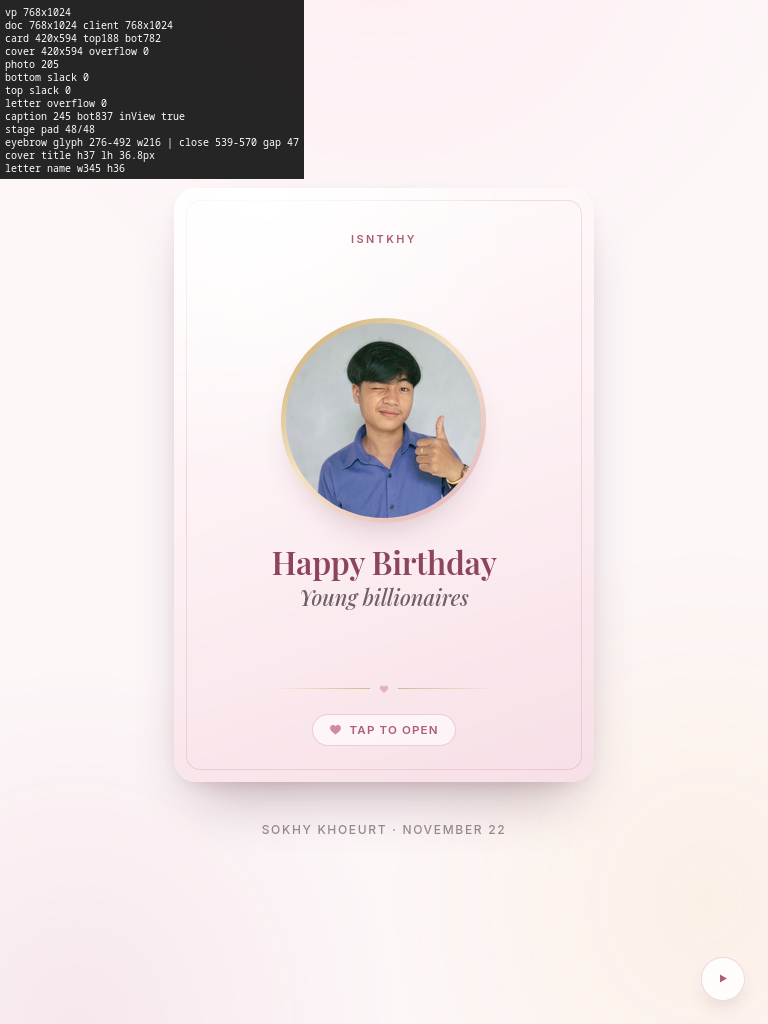 vp 768x1024
doc 768x1024 client 768x1024
card 420x594 top188 bot782
cover 420x594 overflow 0
photo 205
bottom slack 0
top slack 0
letter overflow 0
caption 245 bot837 inView true
stage pad 48/48
eyebrow glyph 276-492 w216 | close 539-570 gap 47
cover title h37 lh 36.8px
letter name w345 h36
ISNTKHY
Happy Birthday
Young billionaires
TAP TO OPEN
SOKHY KHOEURT · NOVEMBER 22